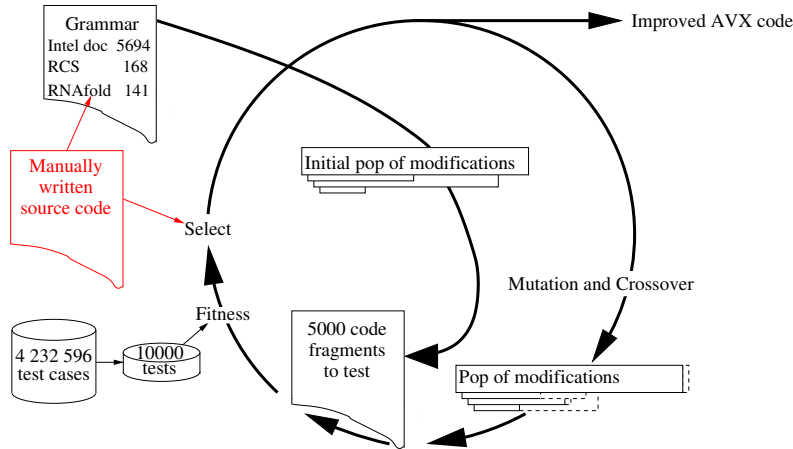 Grammar
Intel doc 5694
RCS 168
RNAfold 141
Improved AVX code
Manually
written
source code
Initial pop of modifications
Select
Mutation and Crossover
Fitness
4 232 596
test cases
10000
tests
5000 code
fragments
to test
Pop of modifications